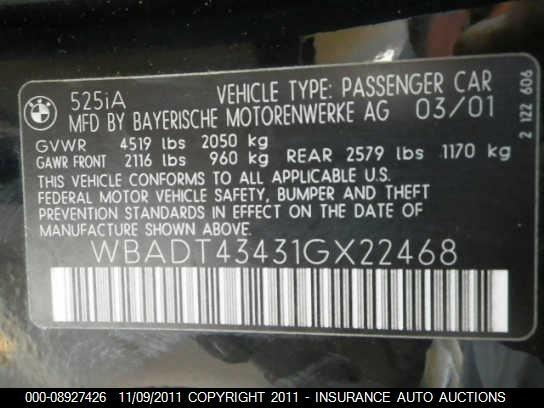 525iA VEHICLE TYPE: PASSENGER CAR
MFD BY BAYERISCHE MOTORENWERKE AG 03/01
GVWR 4519 lbs 2050 kg
GAWR FRONT 2116 lbs 960 kg REAR 2579 lbs 1170 kg
THIS VEHICLE CONFORMS TO ALL APPLICABLE U.S.
FEDERAL MOTOR VEHICLE SAFETY, BUMPER AND THEFT
PREVENTION STANDARDS IN EFFECT ON THE DATE OF
MANUFACTURE SHOWN ABOVE.
WBADT43431GX22468
2 122 606
000-08927426 11/09/2011 COPYRIGHT 2011 - INSURANCE AUTO AUCTIONS